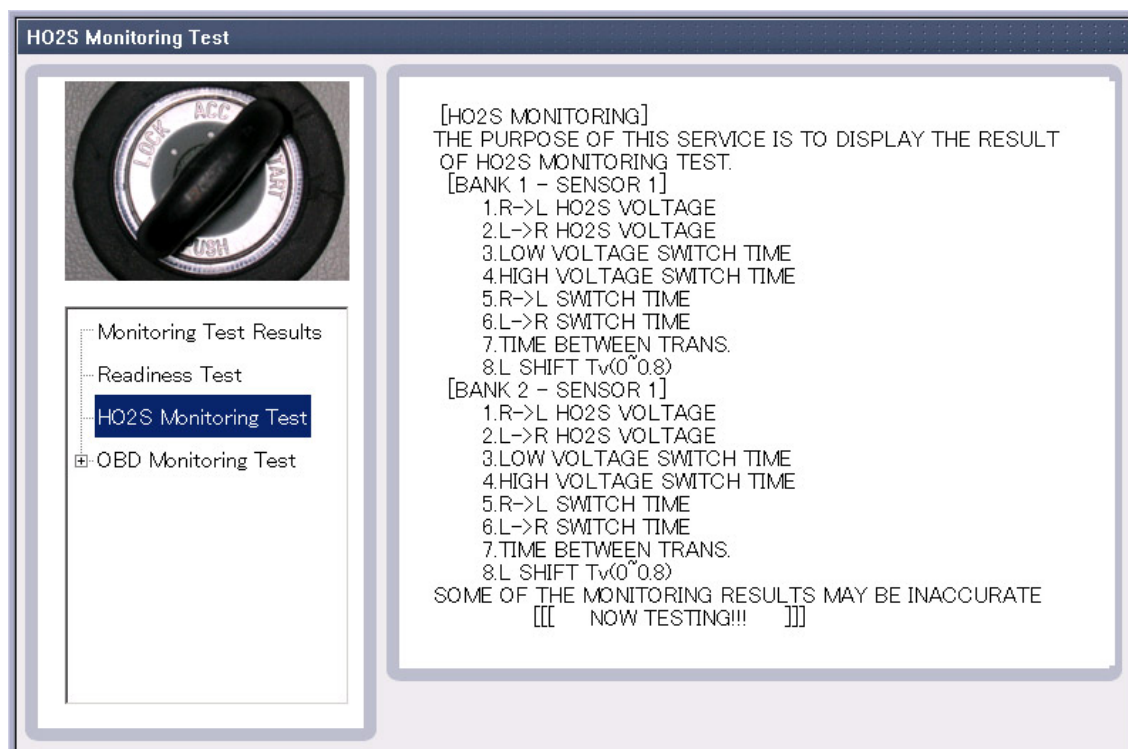 HO2S Monitoring Test
ACC
LOCK
START
PUSH
Monitoring Test Results
Readiness Test
HO2S Monitoring Test
OBD Monitoring Test
[HO2S MONITORING]
THE PURPOSE OF THIS SERVICE IS TO DISPLAY THE RESULT
OF HO2S MONITORING TEST.
[BANK 1 - SENSOR 1]
1.R->L HO2S VOLTAGE
2.L->R HO2S VOLTAGE
3.LOW VOLTAGE SWITCH TIME
4.HIGH VOLTAGE SWITCH TIME
5.R->L SWITCH TIME
6.L->R SWITCH TIME
7.TIME BETWEEN TRANS.
8.L SHIFT Tv(0~0.8)
[BANK 2 - SENSOR 1]
1.R->L HO2S VOLTAGE
2.L->R HO2S VOLTAGE
3.LOW VOLTAGE SWITCH TIME
4.HIGH VOLTAGE SWITCH TIME
5.R->L SWITCH TIME
6.L->R SWITCH TIME
7.TIME BETWEEN TRANS.
8.L SHIFT Tv(0~0.8)
SOME OF THE MONITORING RESULTS MAY BE INACCURATE
[[[ NOW TESTING!!! ]]]